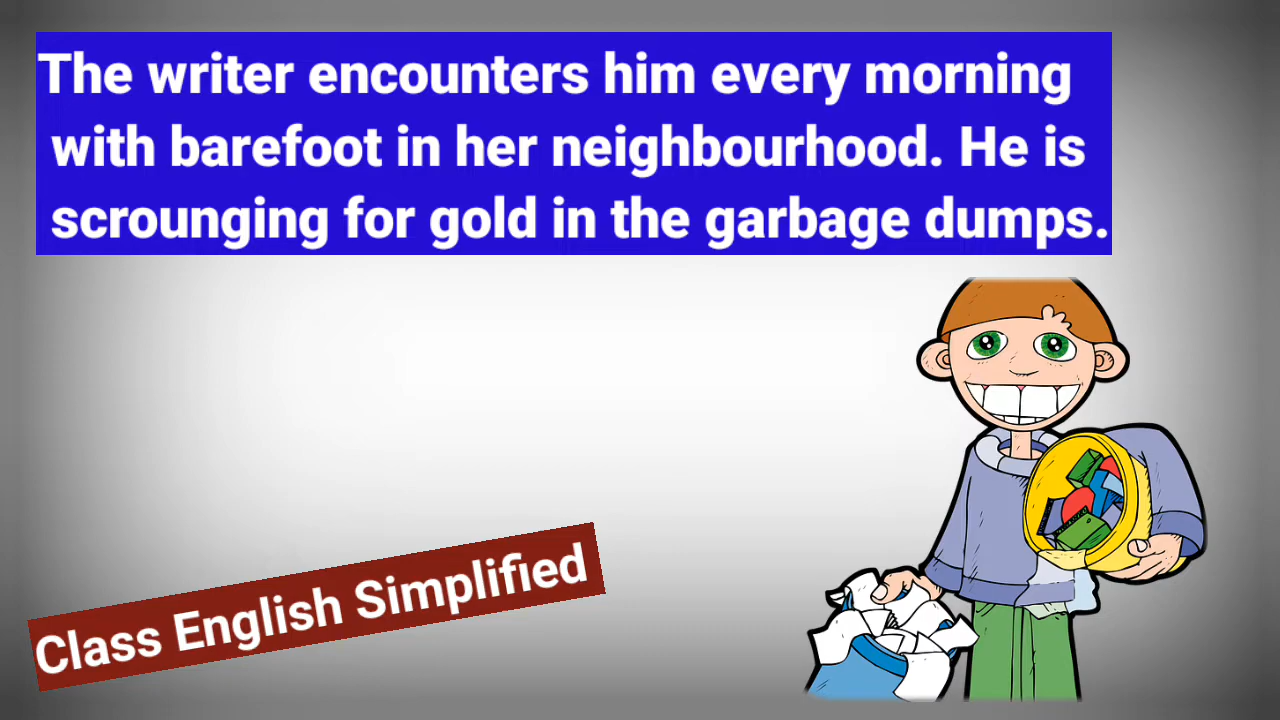 The writer encounters him every morning
with barefoot in her neighbourhood. He is
scrounging for gold in the garbage dumps.
Class English Simplified